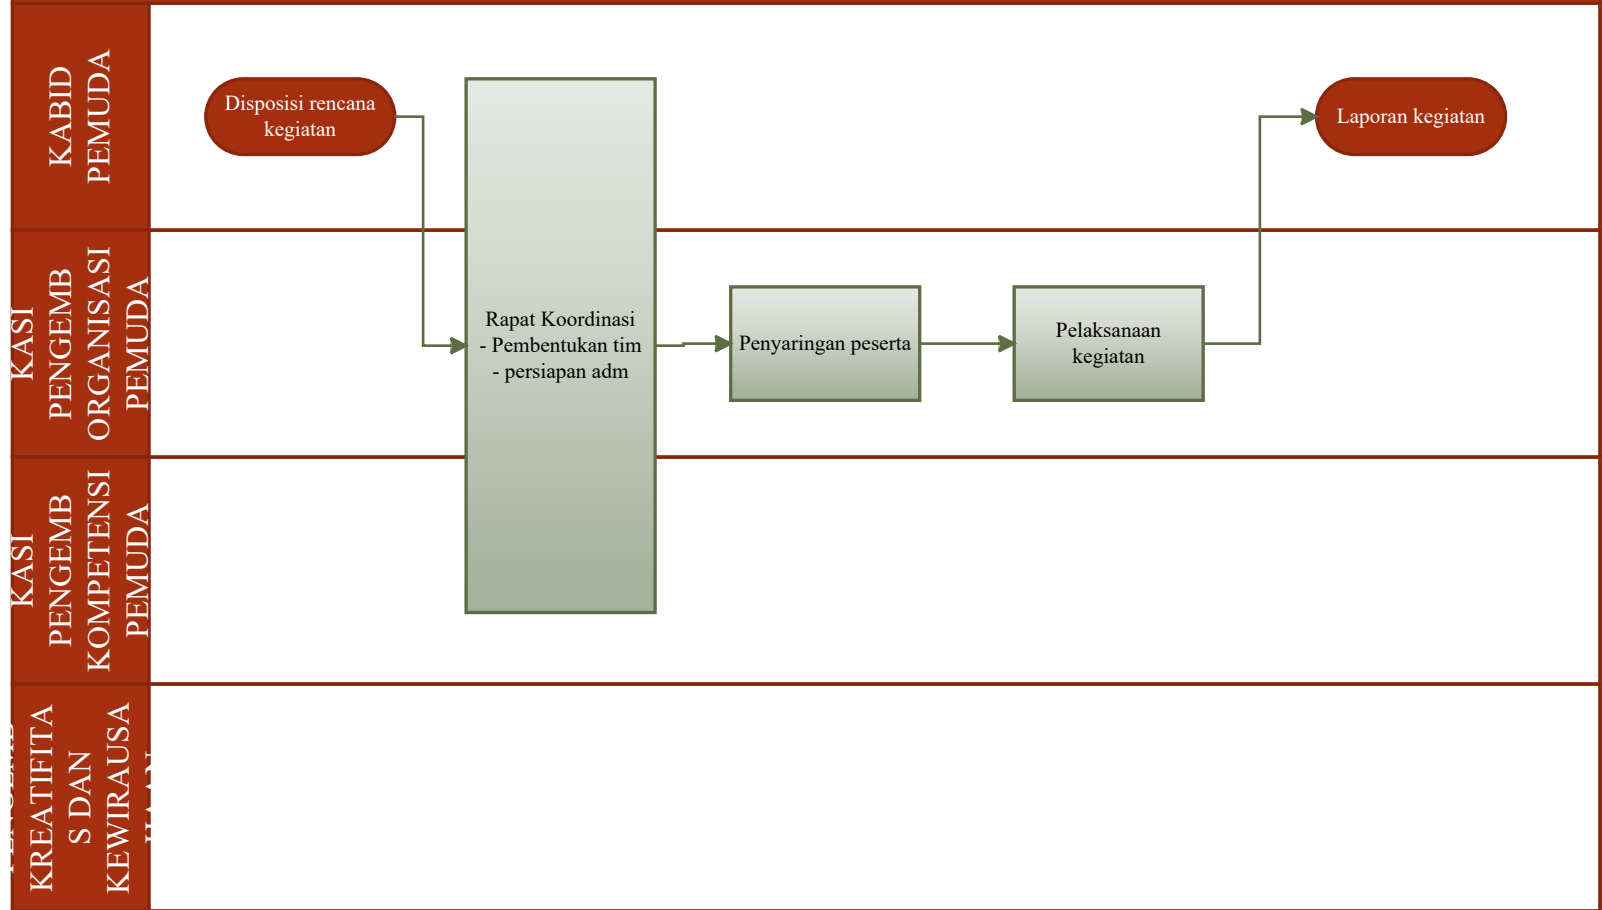 KABID
PEMUDA
Disposisi rencana
kegiatan
Laporan kegiatan
KASI
PENGEMB
ORGANISASI
PEMUDA
Rapat Koordinasi
- Pembentukan tim
- persiapan adm
Penyaringan peserta
Pelaksanaan
kegiatan
KASI
PENGEMB
KOMPETENSI
PEMUDA
KREATIFITA
S DAN
KEWIRAUSA